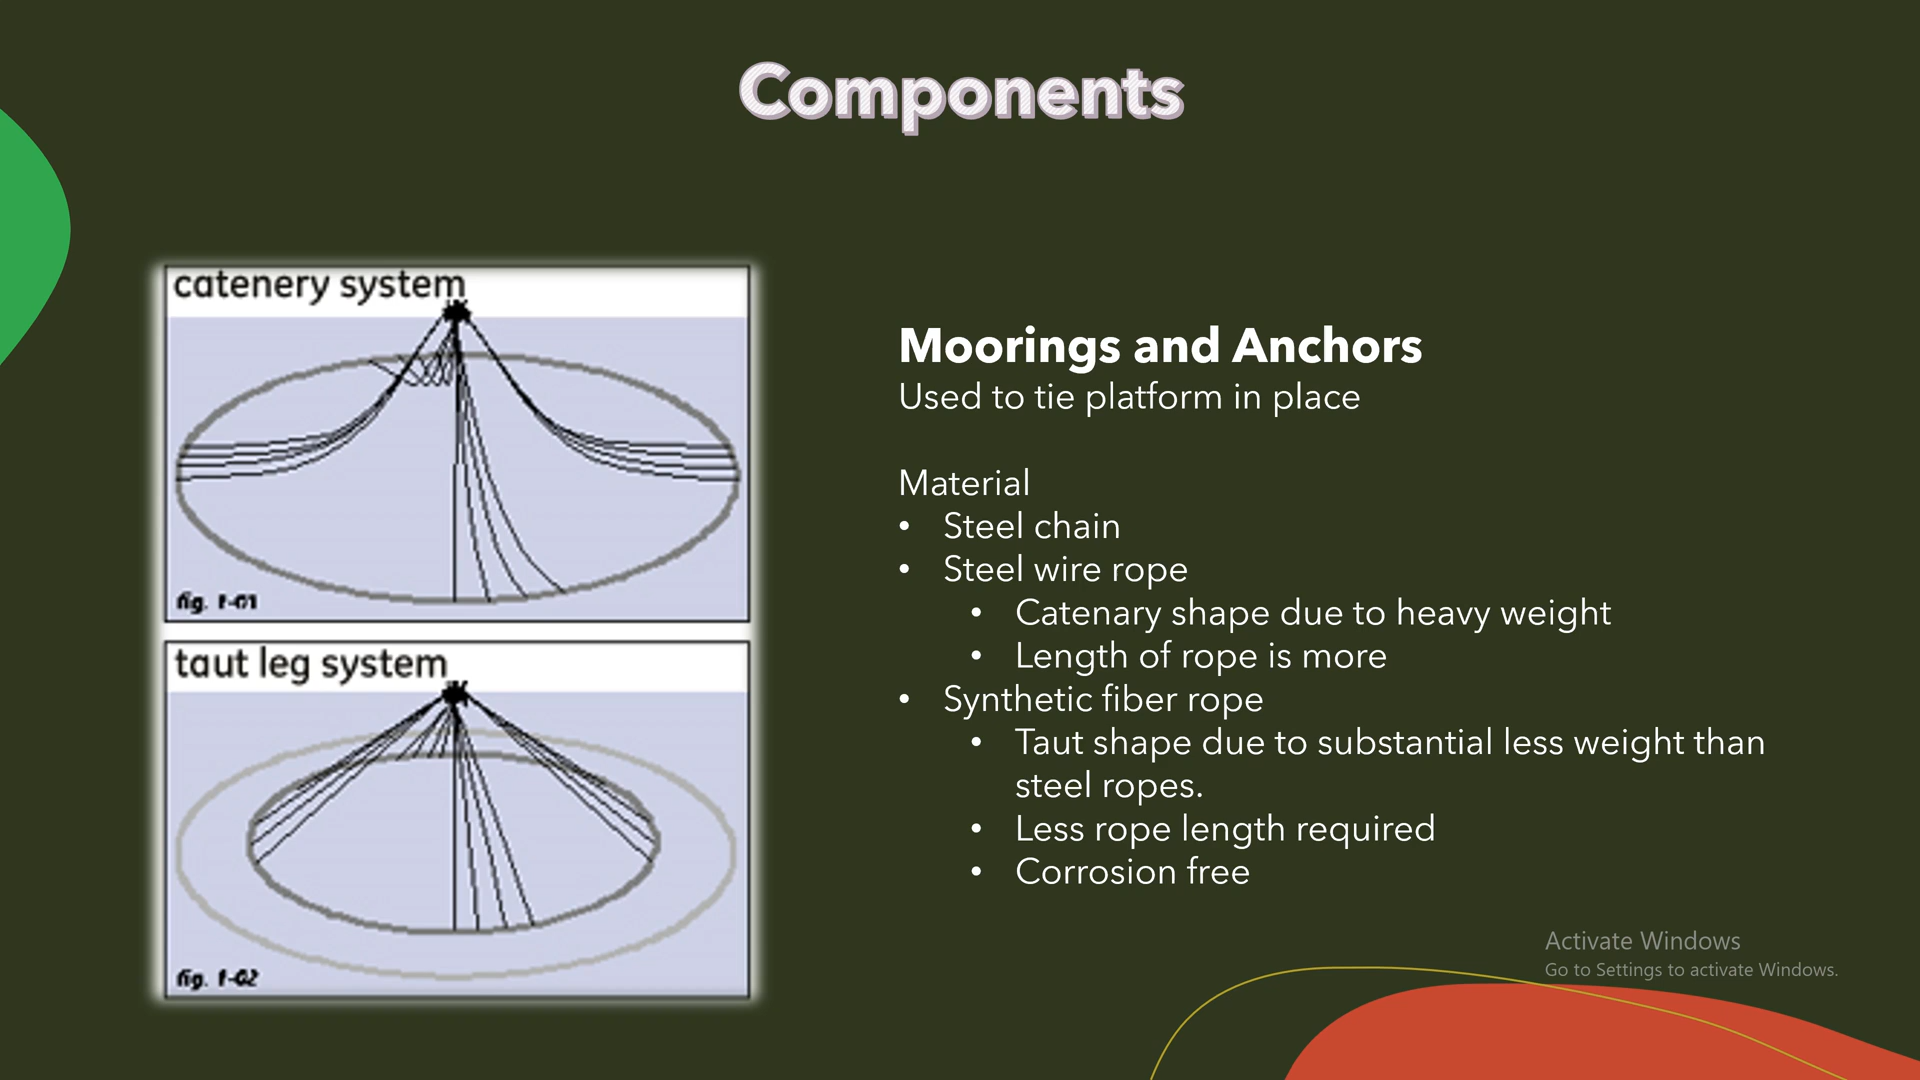 Components
catenery system
fig. 1-01
taut leg system
fig. 1-02
Moorings and Anchors
Used to tie platform in place
Material
• Steel chain
• Steel wire rope
• Catenary shape due to heavy weight
• Length of rope is more
• Synthetic fiber rope
• Taut shape due to substantial less weight than
steel ropes.
• Less rope length required
• Corrosion free
Activate Windows
Go to Settings to activate Windows.